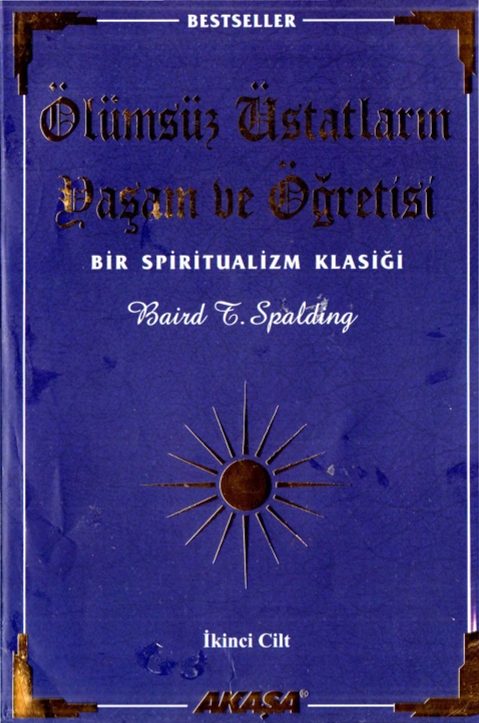 BESTSELLER
Ölümsüz Üstatların
Yaşam ve Öğretisi
BİR SPİRİTUALİZM KLASİĞİ
Baird T. Spalding
İkinci Cilt
AKAŞA®